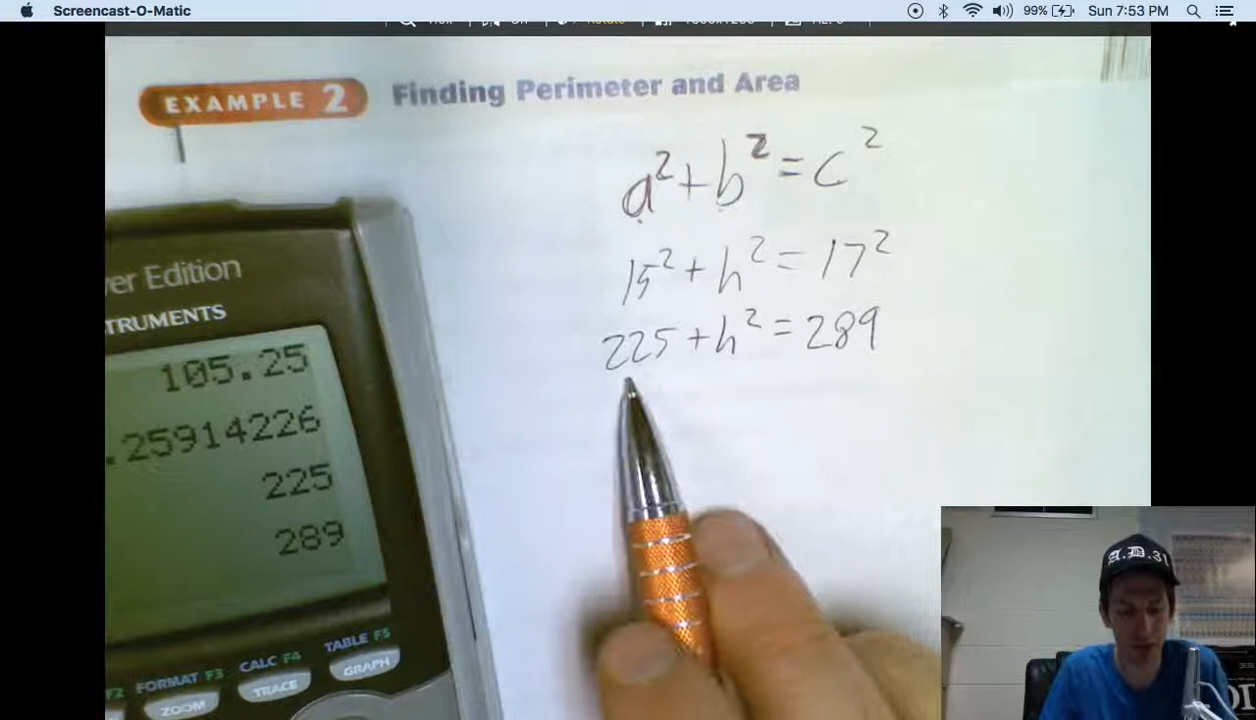 Screencast-O-Matic
99%
Sun 7:53 PM
EXAMPLE 2 Finding Perimeter and Area
a² + b² = c²
15² + h² = 17²
225 + h² = 289
er Edition
TRUMENTS
105.25
.25914226
225
289
F2 FORMAT F3 CALC F4 TABLE F5
ZOOM TRACE GRAPH
A.D.31